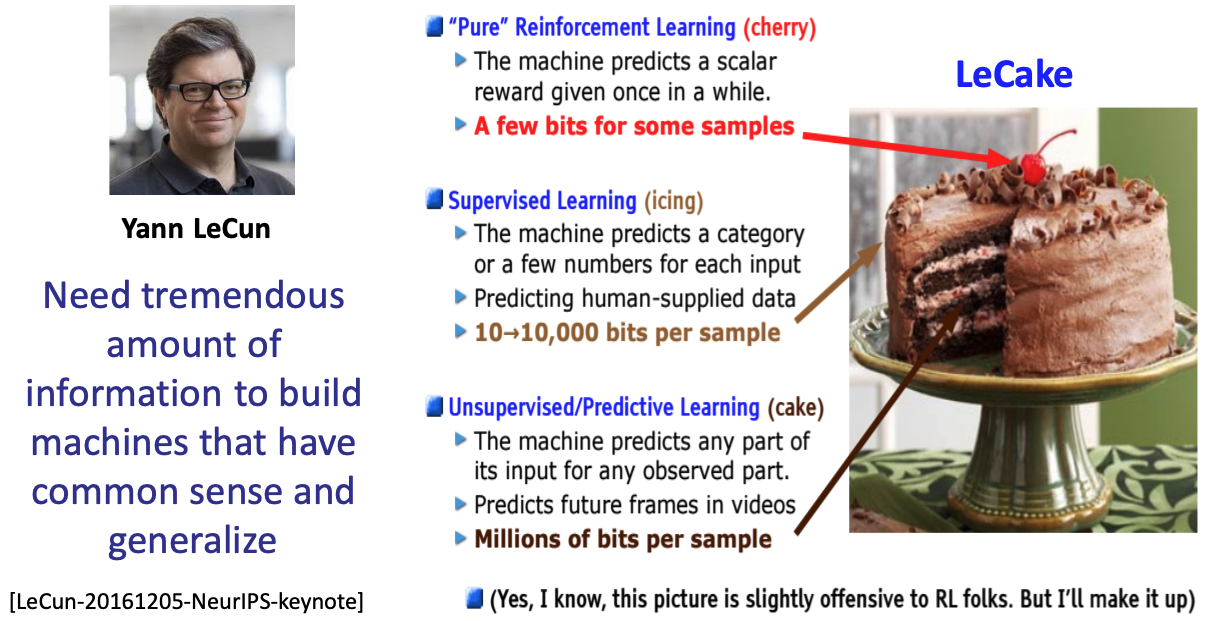 Yann LeCun
Need tremendous
amount of
information to build
machines that have
common sense and
generalize
[LeCun-20161205-NeurIPS-keynote]
“Pure” Reinforcement Learning (cherry)
The machine predicts a scalar
reward given once in a while.
A few bits for some samples
Supervised Learning (icing)
The machine predicts a category
or a few numbers for each input
Predicting human-supplied data
10→10,000 bits per sample
Unsupervised/Predictive Learning (cake)
The machine predicts any part of
its input for any observed part.
Predicts future frames in videos
Millions of bits per sample
(Yes, I know, this picture is slightly offensive to RL folks. But I’ll make it up)
LeCake